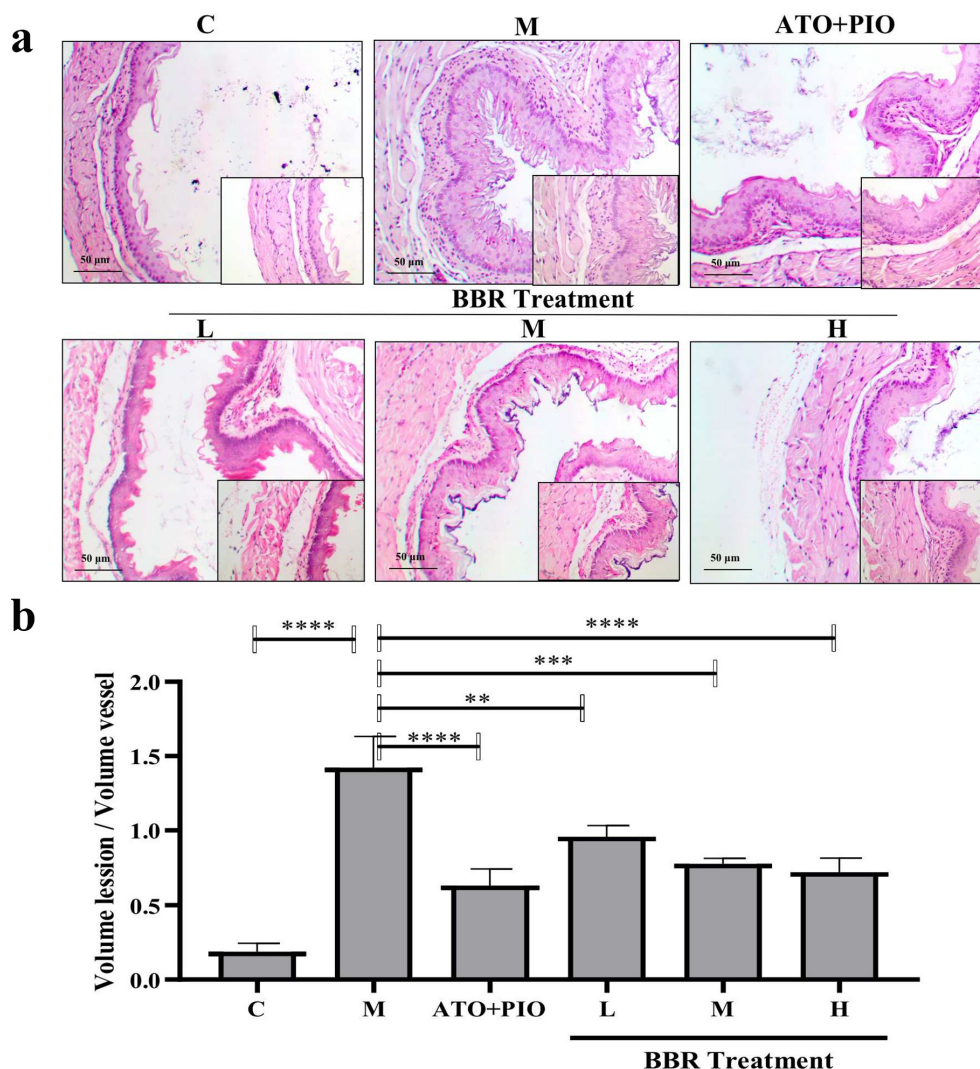 a
C
M
ATO+PIO
50 µm
50 µm
50 µm
BBR Treatment
L
M
H
50 µm
50 µm
50 µm
b
****
****
***
**
****
Volume lession / Volume vessel
2.0
1.5
1.0
0.5
0.0
C
M
ATO+PIO
L
M
H
BBR Treatment